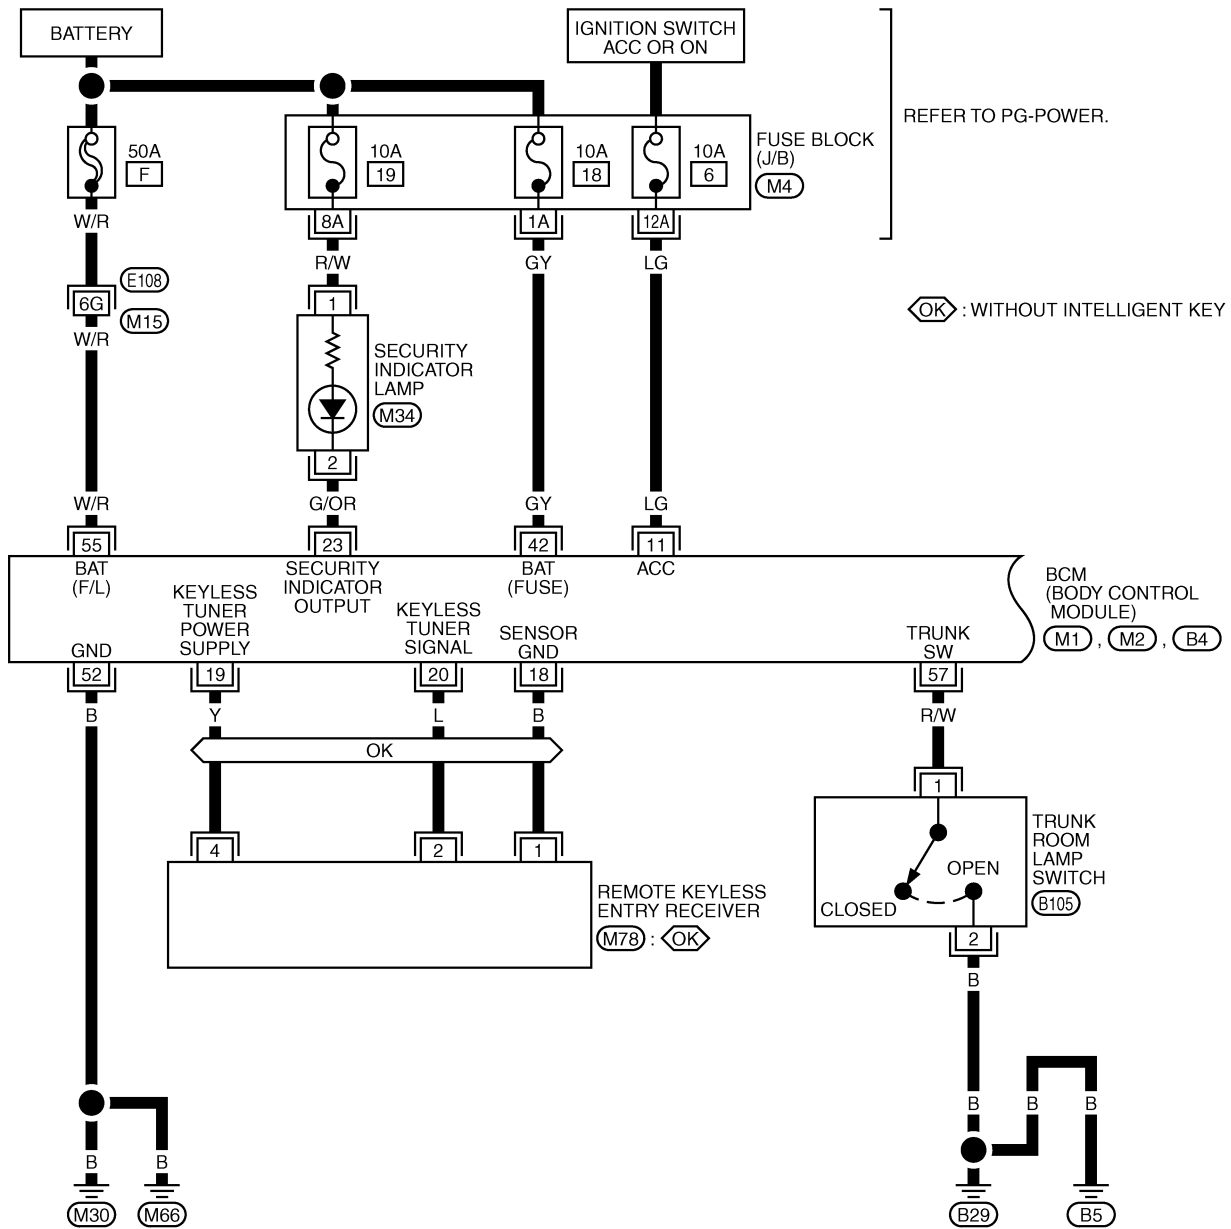 BATTERY
IGNITION SWITCH
ACC OR ON
REFER TO PG-POWER.
50A
F
10A
19
10A
18
10A
6
FUSE BLOCK
(J/B)
M4
W/R
8A
1A
12A
R/W
GY
LG
E108
6G
M15
W/R
1
OK : WITHOUT INTELLIGENT KEY
SECURITY
INDICATOR
LAMP
M34
2
W/R
G/OR
GY
LG
55
23
42
11
BAT
(F/L)
SECURITY
INDICATOR
OUTPUT
BAT
(FUSE)
ACC
BCM
(BODY CONTROL
MODULE)
M1 , M2 , B4
GND
KEYLESS
TUNER
POWER
SUPPLY
KEYLESS
TUNER
SIGNAL
SENSOR
GND
TRUNK
SW
52
19
20
18
57
B
Y
L
B
R/W
OK
4
2
1
1
REMOTE KEYLESS
ENTRY RECEIVER
M78 : OK
OPEN
CLOSED
TRUNK
ROOM
LAMP
SWITCH
B105
2
B
B
B
B
B
B
M30
M66
B29
B5